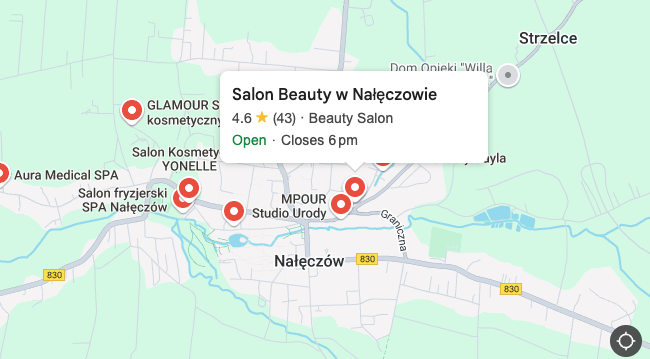 Strzelce
Dom Opieki "Willa
Salon Beauty w Nałęczowie
4.6 ★ (43) · Beauty Salon
Open · Closes 6 pm
GLAMOUR S
kosmetyczny
Salon Kosmety
YONELLE
Aura Medical SPA
Salon fryzjerski
SPA Nałęczów
MPOUR
Studio Urody
ayla
Graniczna
Nałęczów
830
830
830